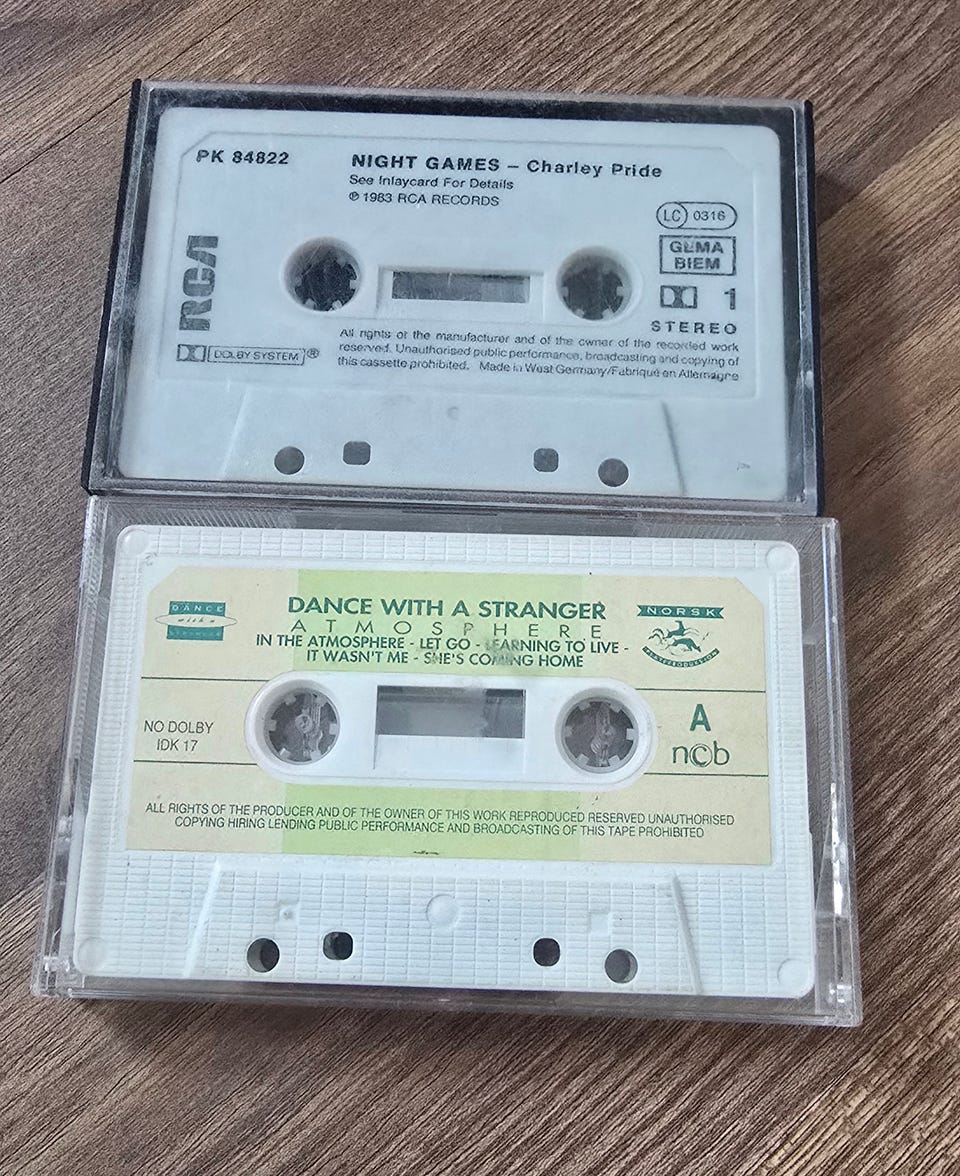 PK 84822
NIGHT GAMES – Charley Pride
See Inlaycard For Details
℗ 1983 RCA RECORDS
LC 0316
GEMA
BIEM
RCA
1
STEREO
DOLBY SYSTEM ®
All rights of the manufacturer and of the owner of the recorded work
reserved. Unauthorised public performance, broadcasting and copying of
this cassette prohibited. Made in West Germany/Fabriqué en Allemagne
DANCE
with a
STRANGER
DANCE WITH A STRANGER
ATMOSPHERE
IN THE ATMOSPHERE - LET GO - LEARNING TO LIVE -
IT WASN'T ME - SHE'S COMING HOME
NORSK
PLATEPRODUKSJON
NO DOLBY
IDK 17
A
ncb
ALL RIGHTS OF THE PRODUCER AND OF THE OWNER OF THIS WORK REPRODUCED RESERVED UNAUTHORISED
COPYING HIRING LENDING PUBLIC PERFORMANCE AND BROADCASTING OF THIS TAPE PROHIBITED